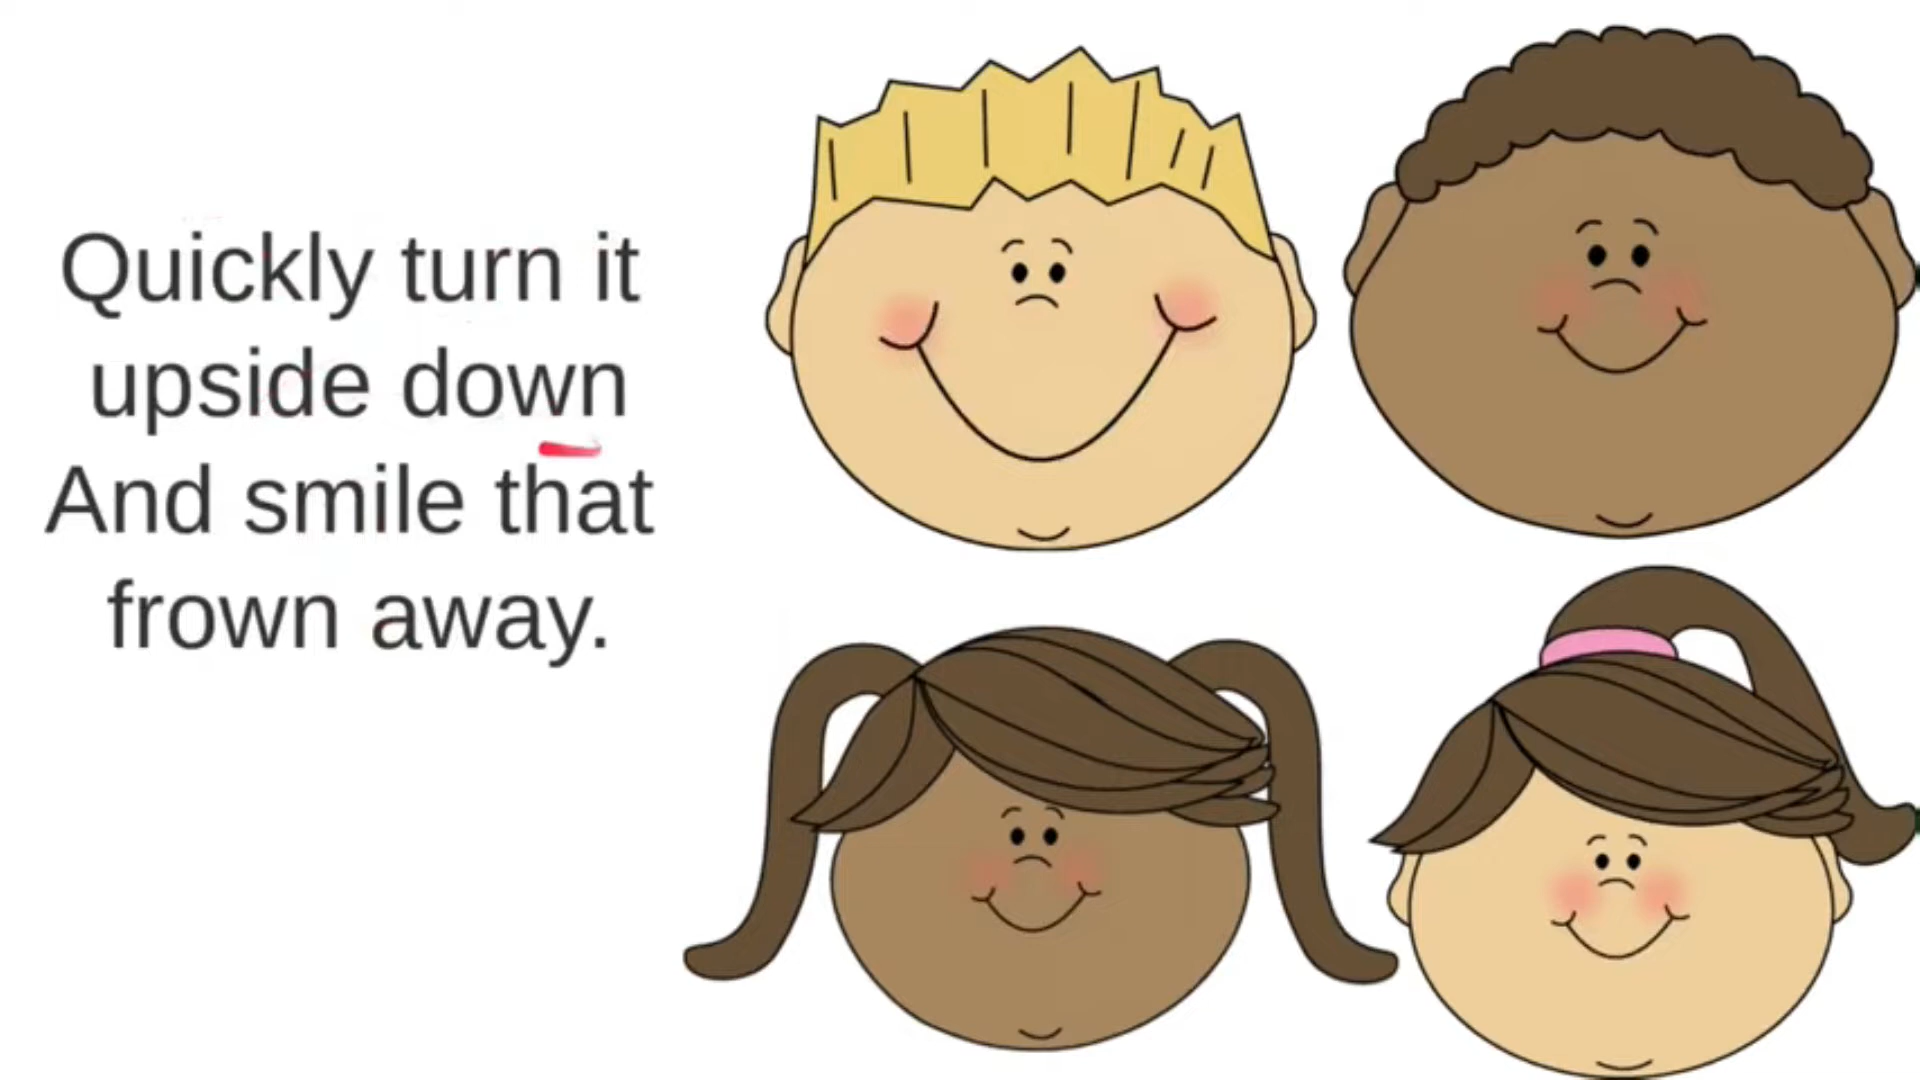 Quickly turn it
upside down
And smile that
frown away.